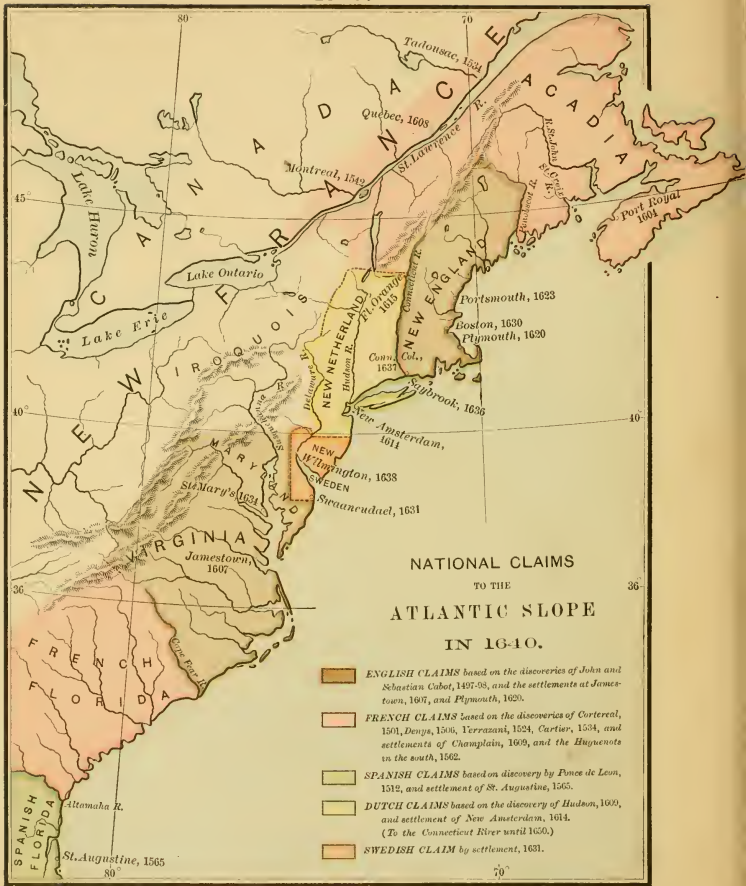 80
70
Tadousac, 1534
CANADA
NEW FRANCE
ACADIA
Quebec, 1608
St. Lawrence R.
R. St. John
St. Croix R.
Montreal, 1542
Penobscot R.
Port Royal
1604
45°
Lake Huron
Lake Ontario
Lake Erie
IROQUOIS
Ft. Orange
1615
Connecticut R.
NEW ENGLAND
Portsmouth, 1623
Boston, 1630
Plymouth, 1620
NEW NETHERLAND
Hudson R.
Delaware R.
Conn. Col.,
1637
Saybrook, 1636
40°
40°
Susquehanna R.
New Amsterdam,
1614
MARYLAND
NEW
Wilmington, 1638
SWEDEN
St. Mary's 1634
Swaanendael, 1631
VIRGINIA
Jamestown,
1607
36
36
NATIONAL CLAIMS
TO THE
ATLANTIC SLOPE
IN 1640.
FRENCH
FLORIDA
Cape Fear R.
ENGLISH CLAIMS based on the discoveries of John and
Sebastian Cabot, 1497-98, and the settlements at James-
town, 1607, and Plymouth, 1620.
FRENCH CLAIMS based on the discoveries of Cortereal,
1501, Denys, 1506, Verrazani, 1524, Cartier, 1534, and
settlements of Champlain, 1609, and the Huguenots
in the south, 1562.
SPANISH CLAIMS based on discovery by Ponce de Leon,
1512, and settlement of St. Augustine, 1565.
DUTCH CLAIMS based on the discovery of Hudson, 1609,
and settlement of New Amsterdam, 1614.
(To the Connecticut River until 1650.)
SWEDISH CLAIM by settlement, 1631.
SPANISH
FLORIDA
Altamaha R.
St. Augustine, 1565
80°
70°